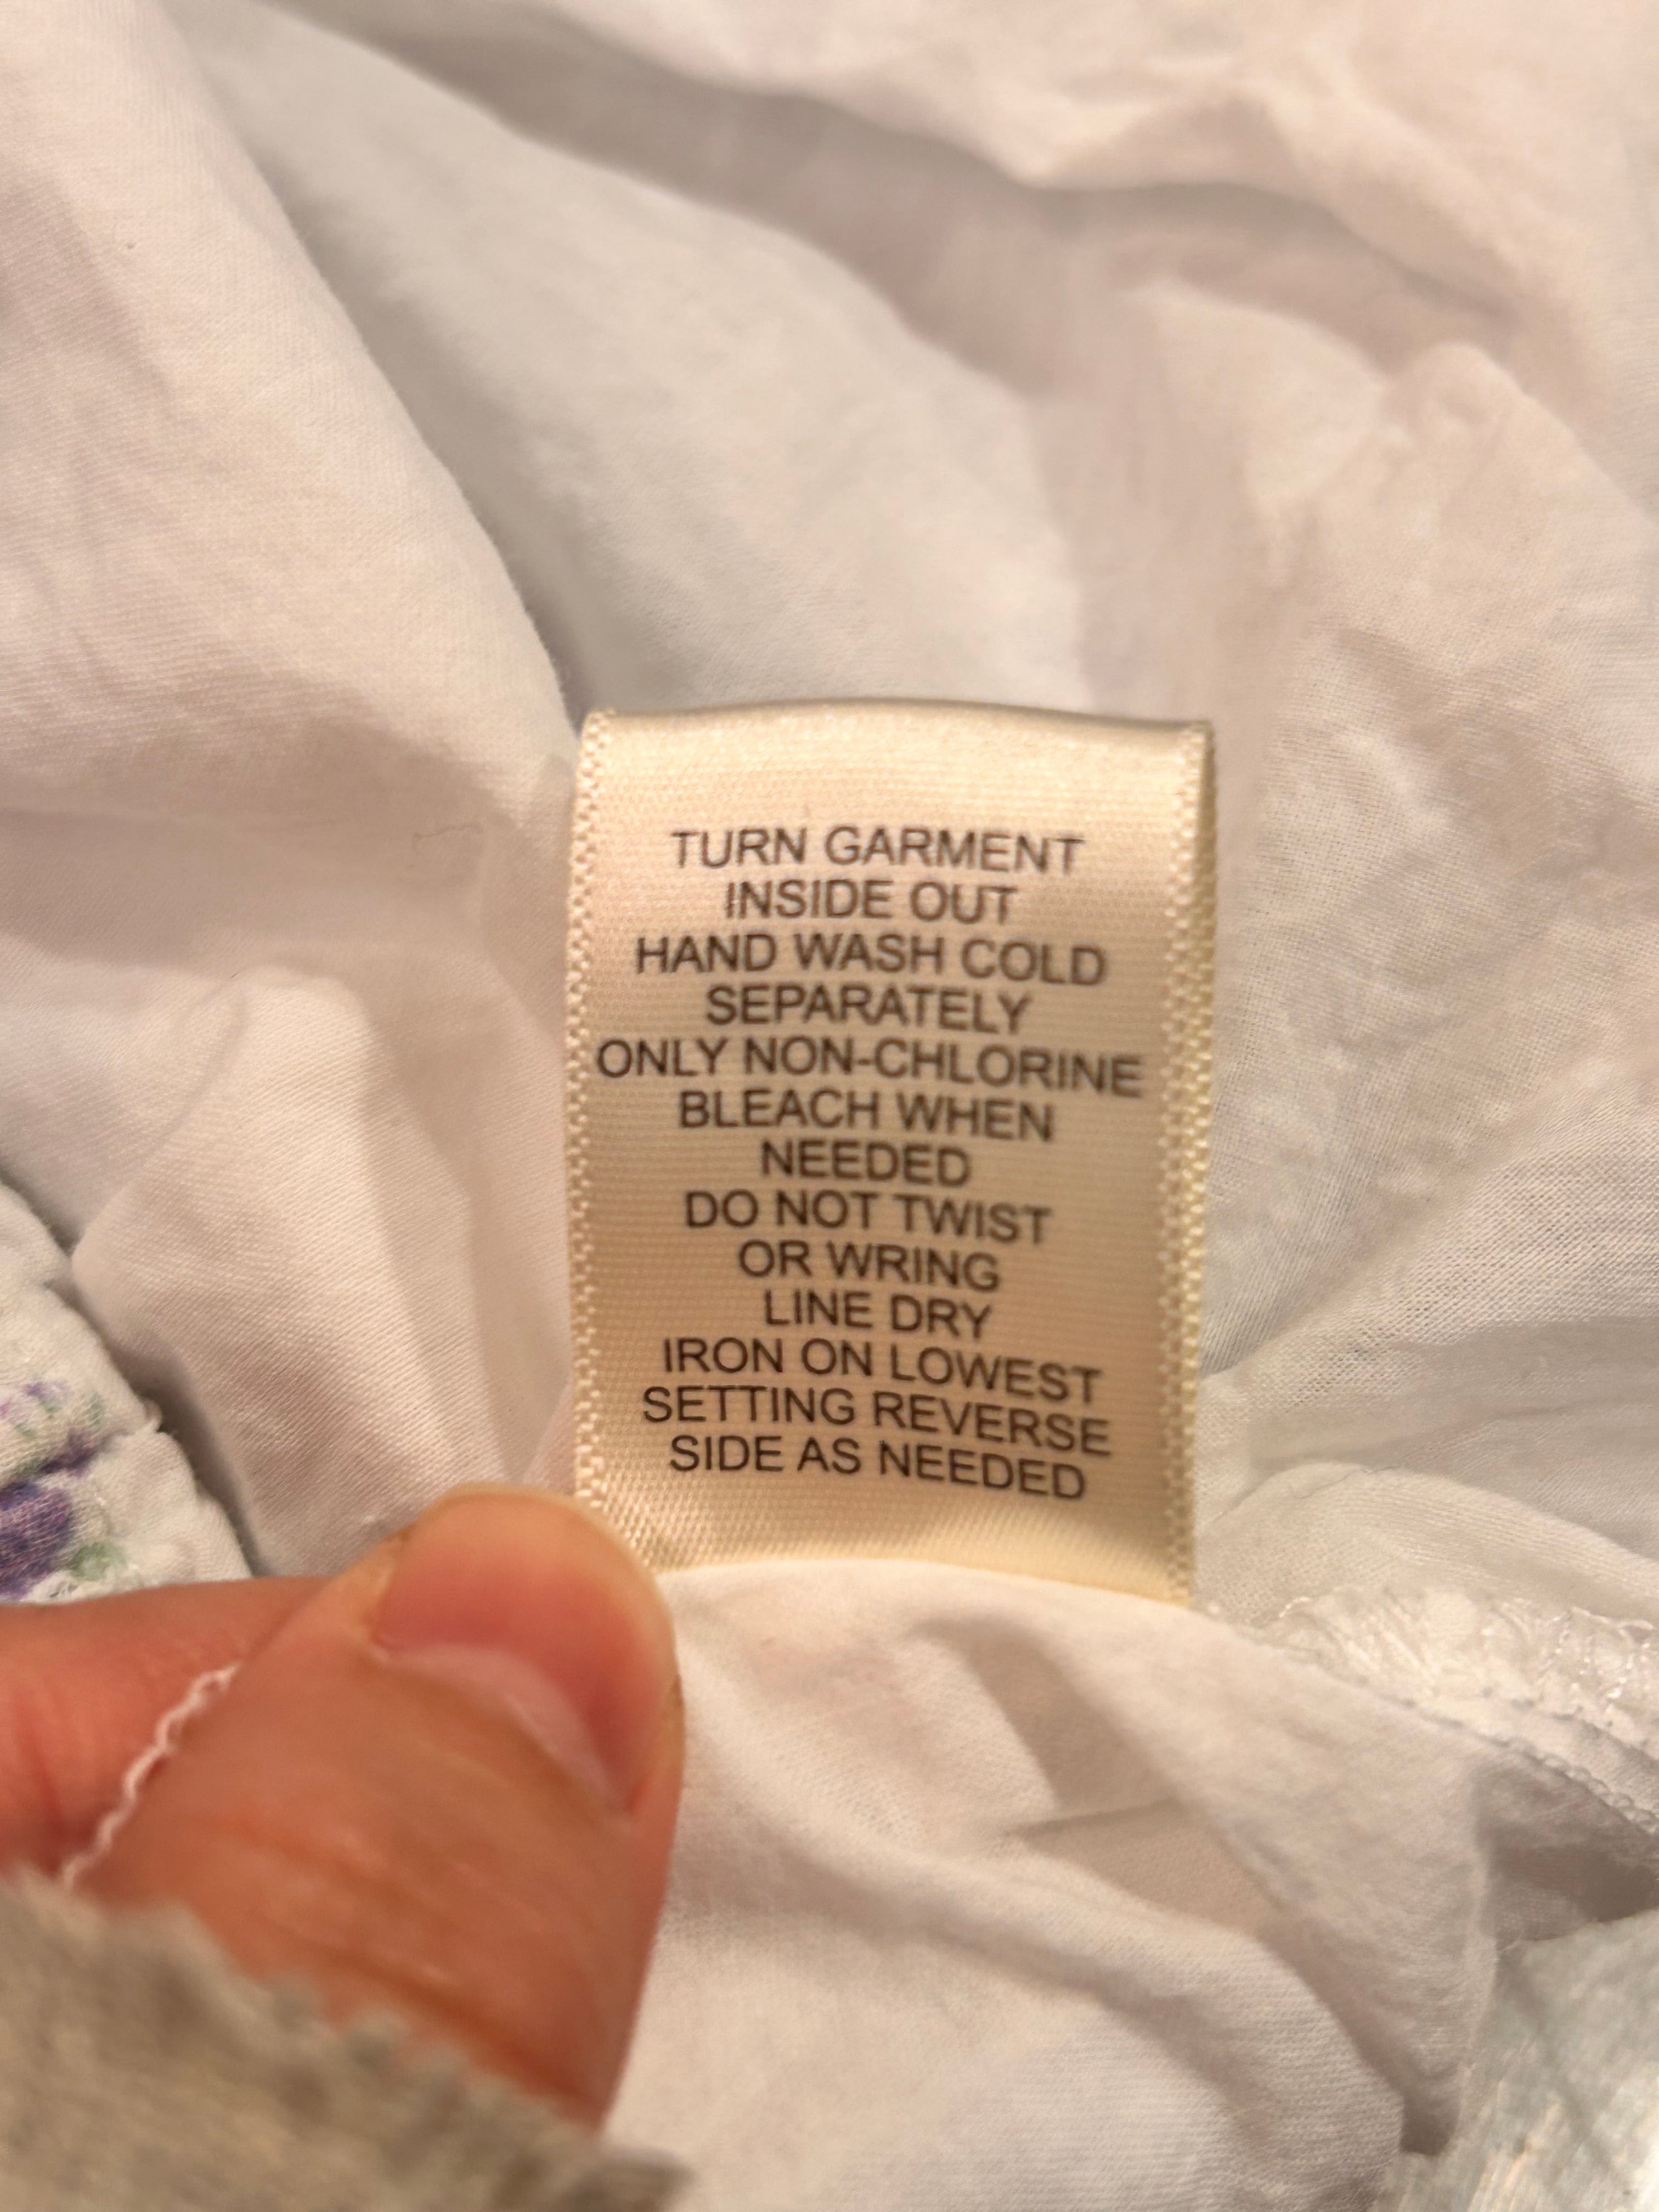 TURN GARMENT
INSIDE OUT
HAND WASH COLD
SEPARATELY
ONLY NON-CHLORINE
BLEACH WHEN
NEEDED
DO NOT TWIST
OR WRING
LINE DRY
IRON ON LOWEST
SETTING REVERSE
SIDE AS NEEDED